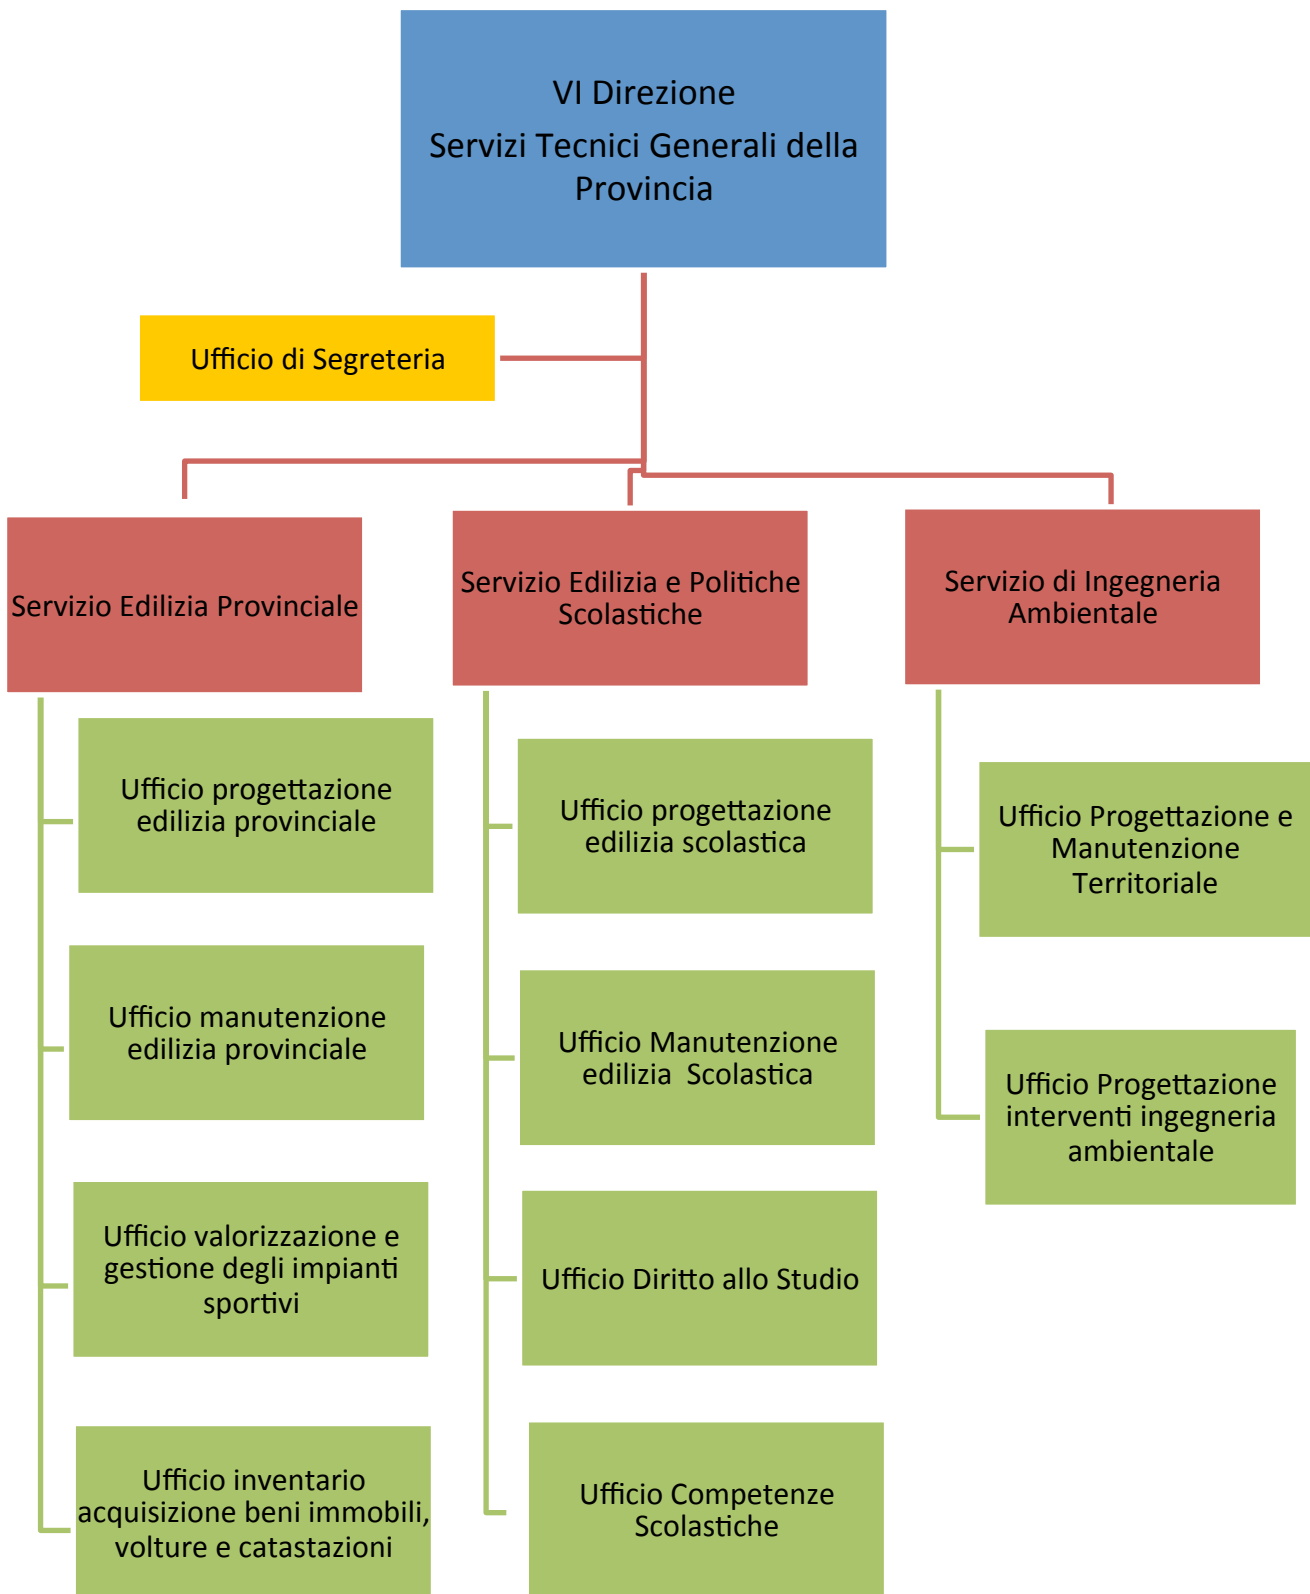 VI Direzione
Servizi Tecnici Generali della
Provincia
Ufficio di Segreteria
Servizio Edilizia Provinciale
Servizio Edilizia e Politiche
Scolastiche
Servizio di Ingegneria
Ambientale
Ufficio progettazione
edilizia provinciale
Ufficio manutenzione
edilizia provinciale
Ufficio valorizzazione e
gestione degli impianti
sportivi
Ufficio inventario
acquisizione beni immobili,
volture e catastazioni
Ufficio progettazione
edilizia scolastica
Ufficio Manutenzione
edilizia Scolastica
Ufficio Diritto allo Studio
Ufficio Competenze
Scolastiche
Ufficio Progettazione e
Manutenzione
Territoriale
Ufficio Progettazione
interventi ingegneria
ambientale